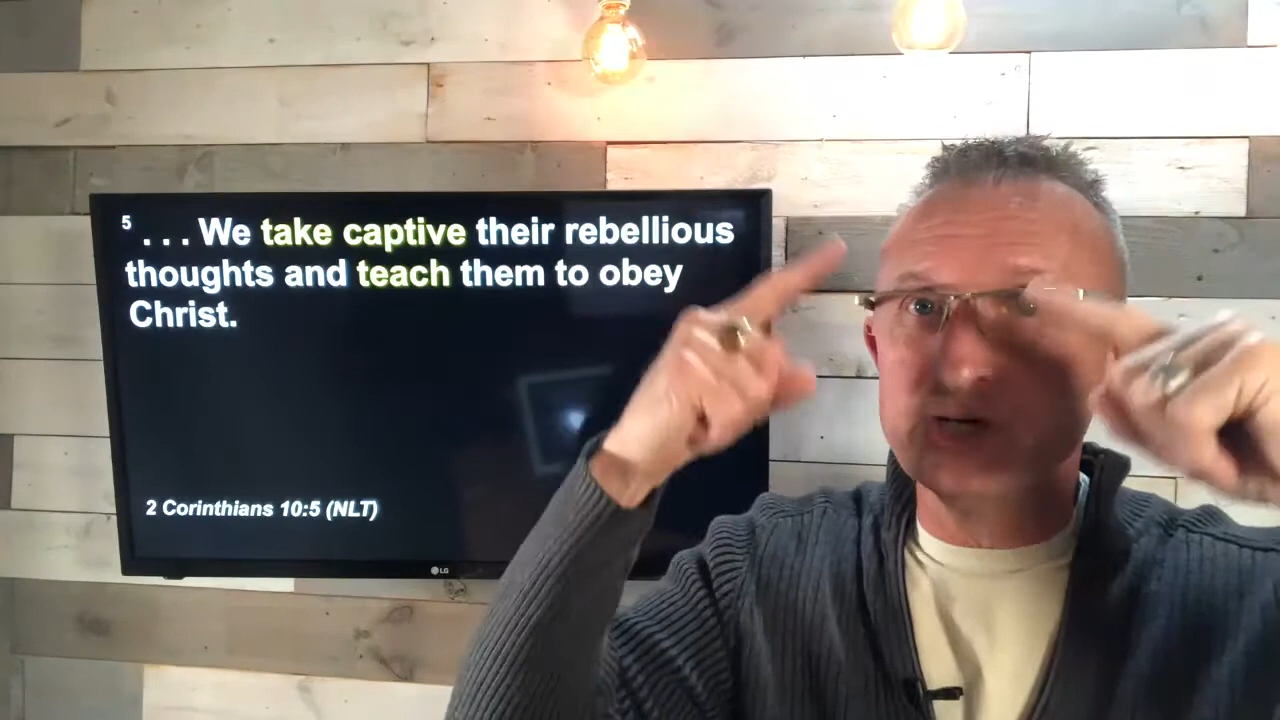 5 . . . We take captive their rebellious
thoughts and teach them to obey
Christ.
2 Corinthians 10:5 (NLT)
LG